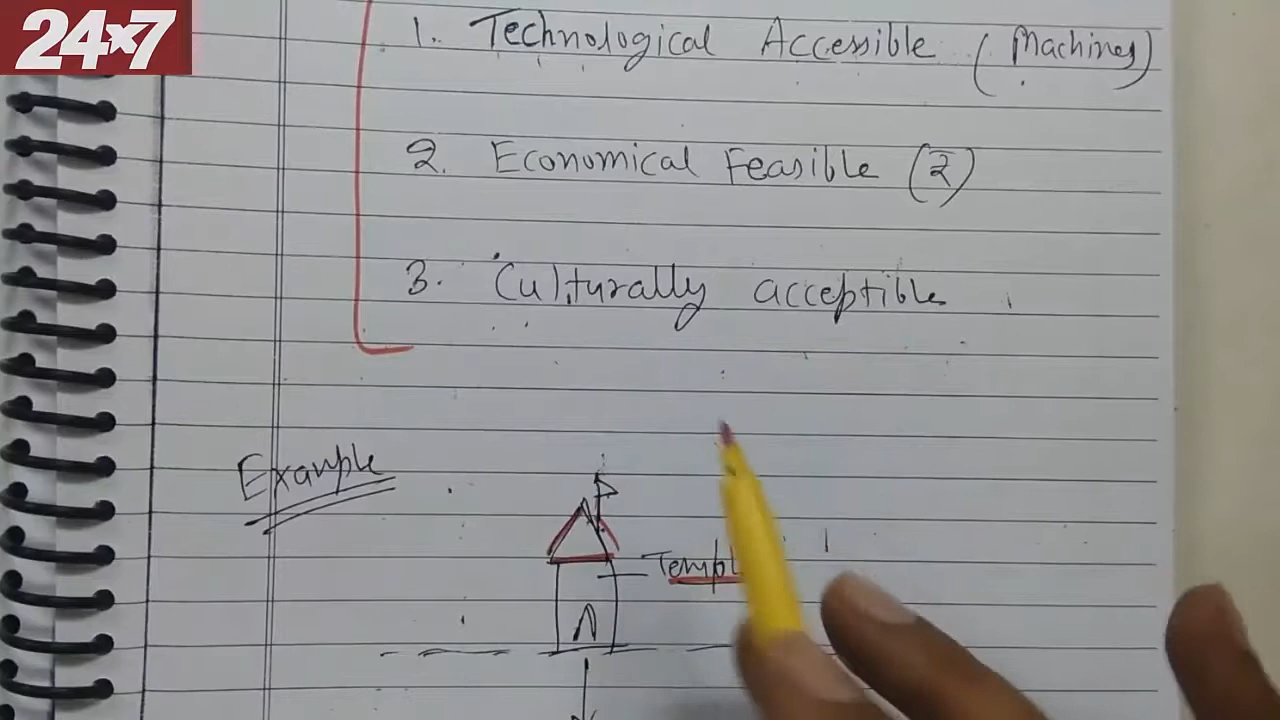 24×7
1. Technological Accessible (Machines)
2. Economical Feasible (₹)
3. Culturally acceptible
Example
Templ